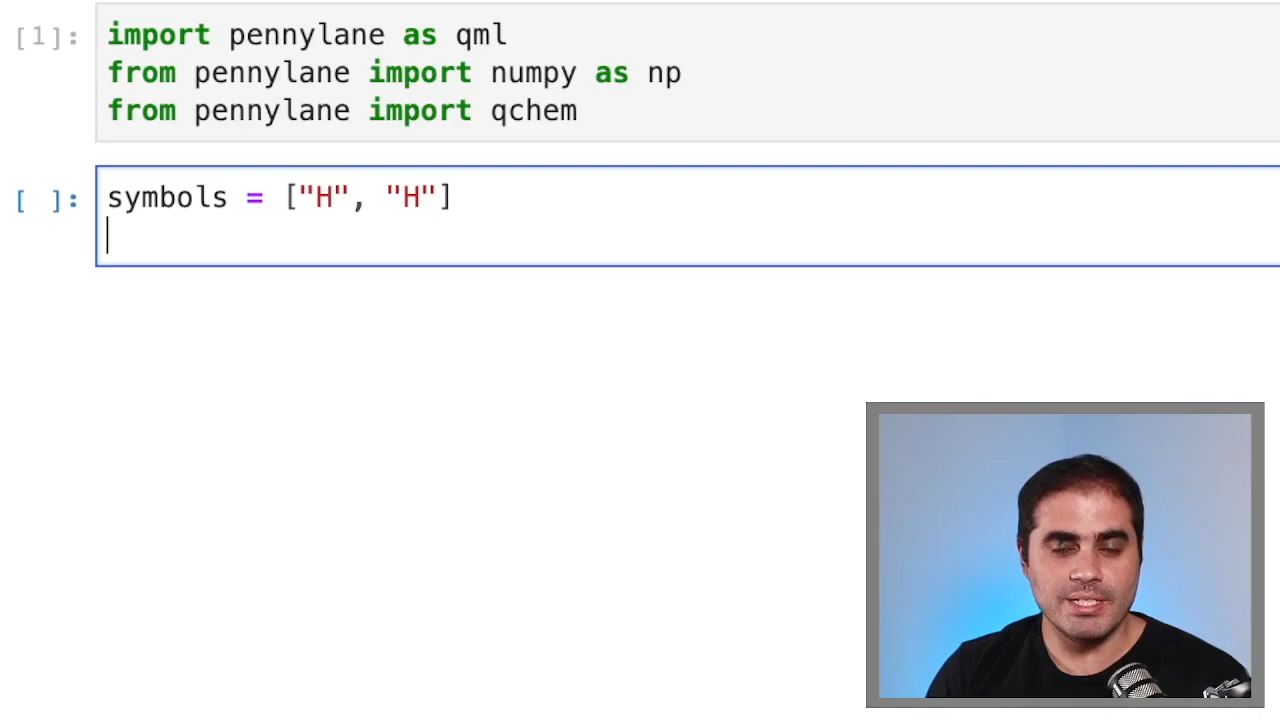 [1]: import pennylane as qml
from pennylane import numpy as np
from pennylane import qchem
[ ]: symbols = ["H", "H"]